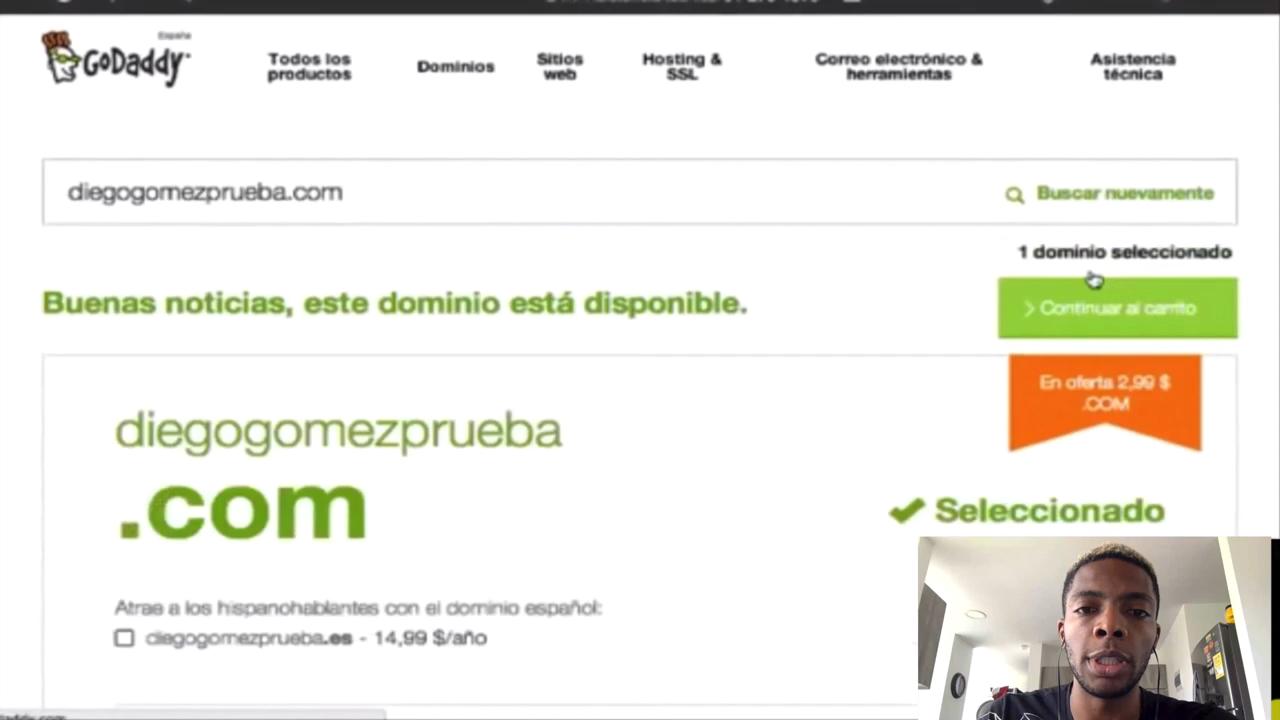 España
GoDaddy
Todos los
productos
Dominios
Sitios
web
Hosting &
SSL
Correo electrónico &
herramientas
Asistencia
técnica
diegogomezprueba.com
Buscar nuevamente
1 dominio seleccionado
Buenas noticias, este dominio está disponible.
Continuar al carrito
En oferta 2,99 $
.COM
diegogomezprueba
.com
Seleccionado
Atrae a los hispanohablantes con el dominio español:
diegogomezprueba.es - 14,99 $/año